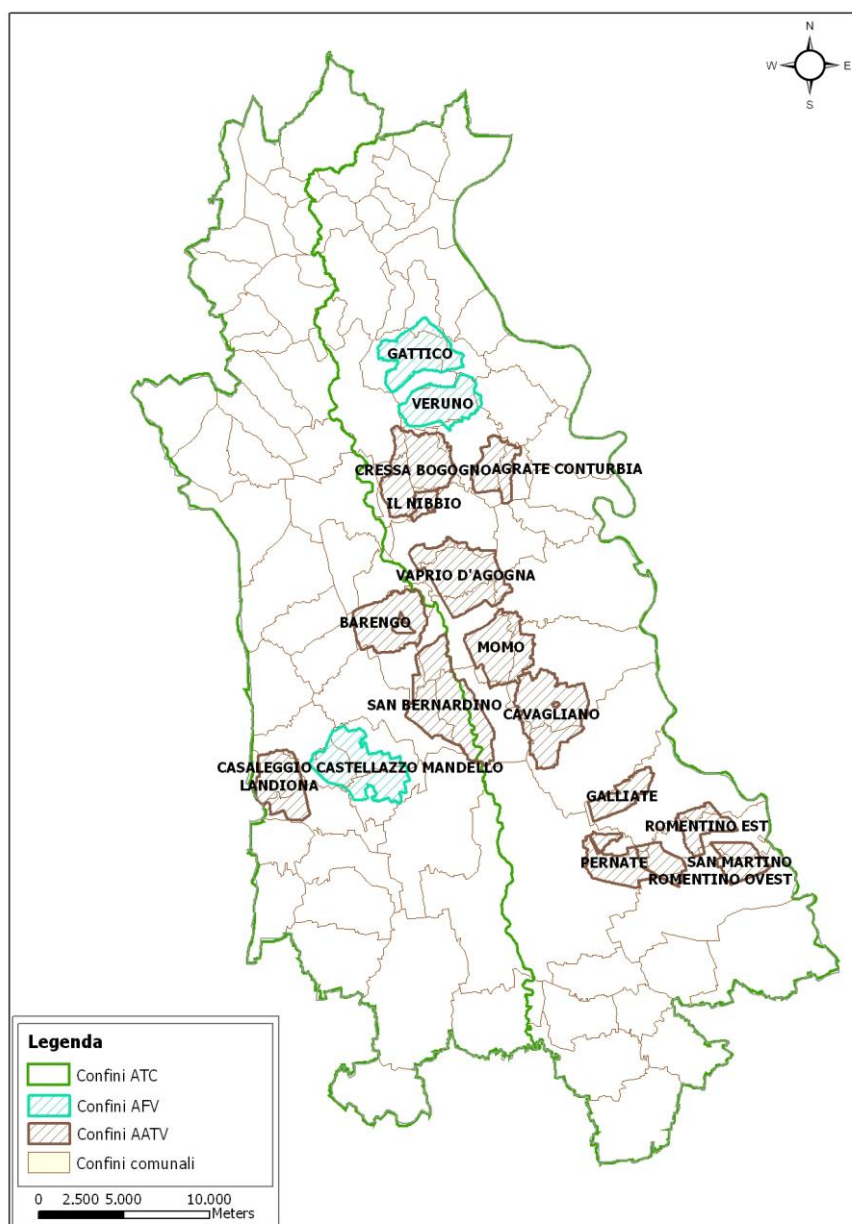 N
W E
S
GATTICO
VERUNO
CRESSA BOGOGNO
AGRATE CONTURBIA
IL NIBBIO
VAPRIO D'AGOGNA
BARENGO
MOMO
SAN BERNARDINO
CAVAGLIANO
CASALEGGIO CASTELLAZZO MANDELLO
LANDIONA
GALLIATE
ROMENTINO EST
PERNATE
SAN MARTINO
ROMENTINO OVEST
Legenda
Confini ATC
Confini AFV
Confini AATV
Confini comunali
0 2.500 5.000 10.000
Meters